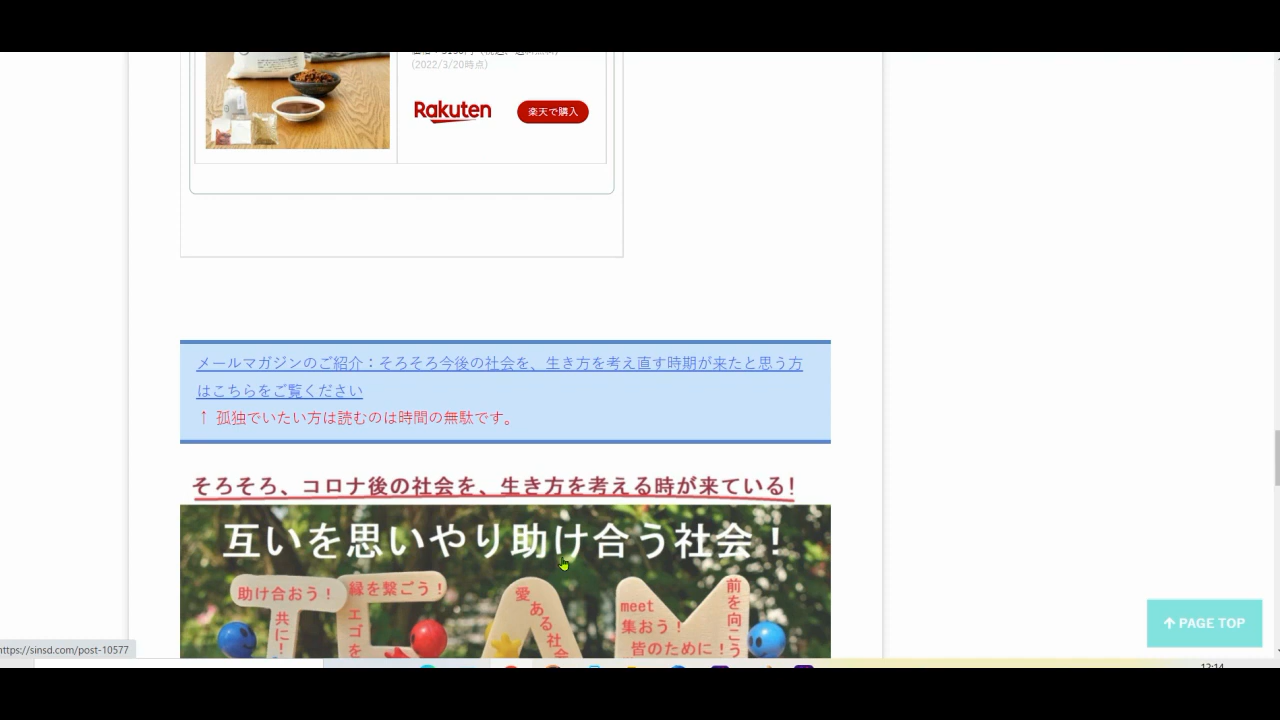 (2022/3/20時点)
Rakuten
楽天で購入
メールマガジンのご紹介：そろそろ今後の社会を、生き方を考え直す時期が来たと思う方
はこちらをご覧ください
↑ 孤独でいたい方は読むのは時間の無駄です。
そろそろ、コロナ後の社会を、生き方を考える時が来ている！
互いを思いやり助け合う社会！
助け合おう！
共に！
縁を繋ごう！
エゴを
愛ある社会
meet
集おう！
皆のために！
前を向こう
PAGE TOP
https://sinsd.com/post-10577
12:14